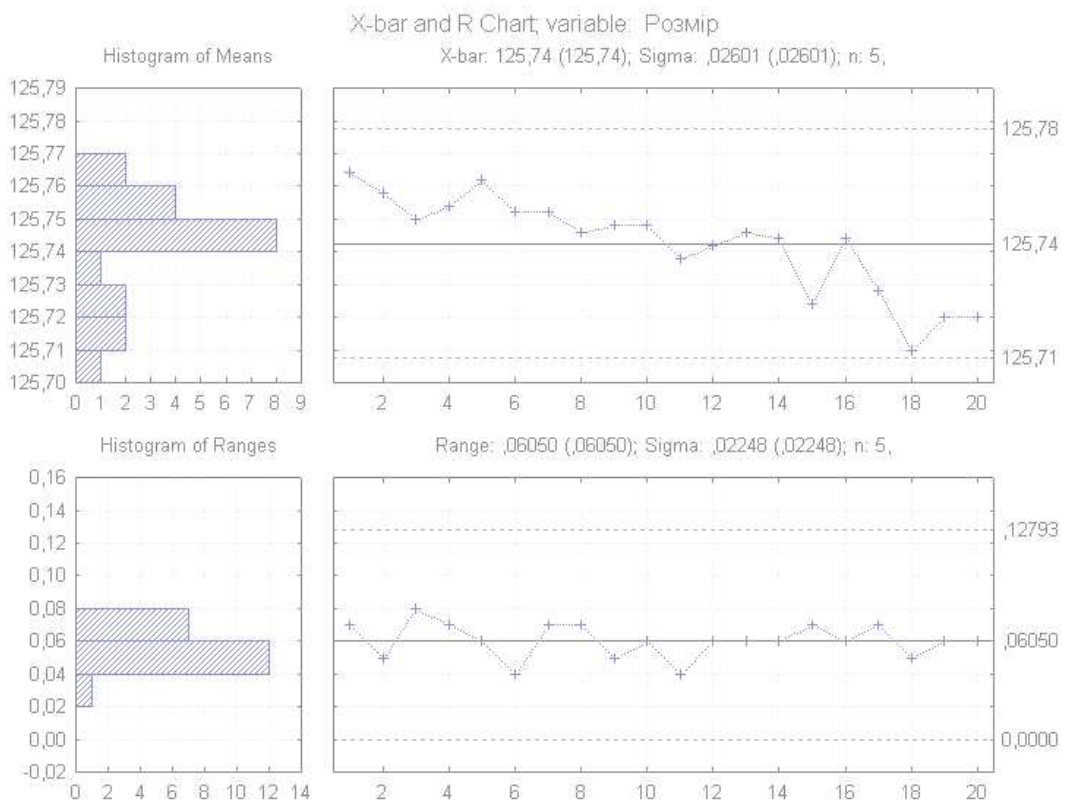 X-bar and R Chart; variable: Розмір
Histogram of Means
X-bar: 125,74 (125,74); Sigma: ,02601 (,02601); n: 5,
125,79
125,78
125,77
125,76
125,75
125,74
125,73
125,72
125,71
125,70
0 1 2 3 4 5 6 7 8 9
125,78
125,74
125,71
2 4 6 8 10 12 14 16 18 20
Histogram of Ranges
Range: ,06050 (,06050); Sigma: ,02248 (,02248); n: 5,
0,16
0,14
0,12
0,10
0,08
0,06
0,04
0,02
0,00
-0,02
0 2 4 6 8 10 12 14
,12793
,06050
0,0000
2 4 6 8 10 12 14 16 18 20